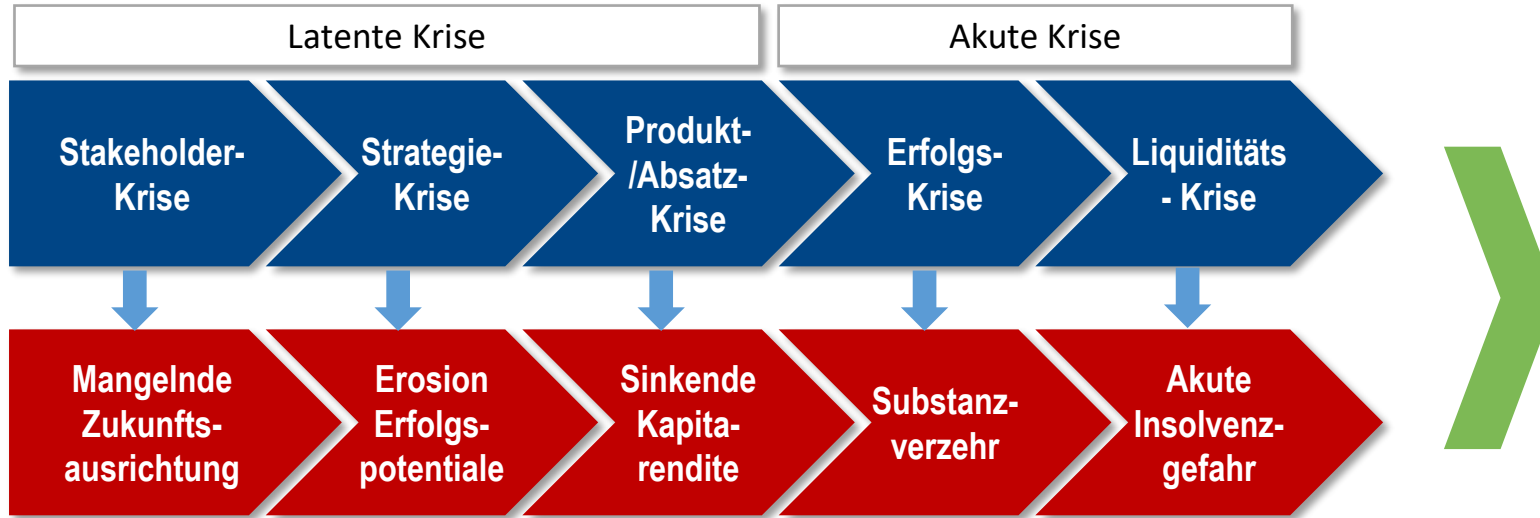 Latente Krise
Akute Krise
Stakeholder-
Krise
Strategie-
Krise
Produkt-
/Absatz-
Krise
Erfolgs-
Krise
Liquiditäts
- Krise
Mangelnde
Zukunfts-
ausrichtung
Erosion
Erfolgs-
potentiale
Sinkende
Kapita-
rendite
Substanz-
verzehr
Akute
Insolvenz-
gefahr